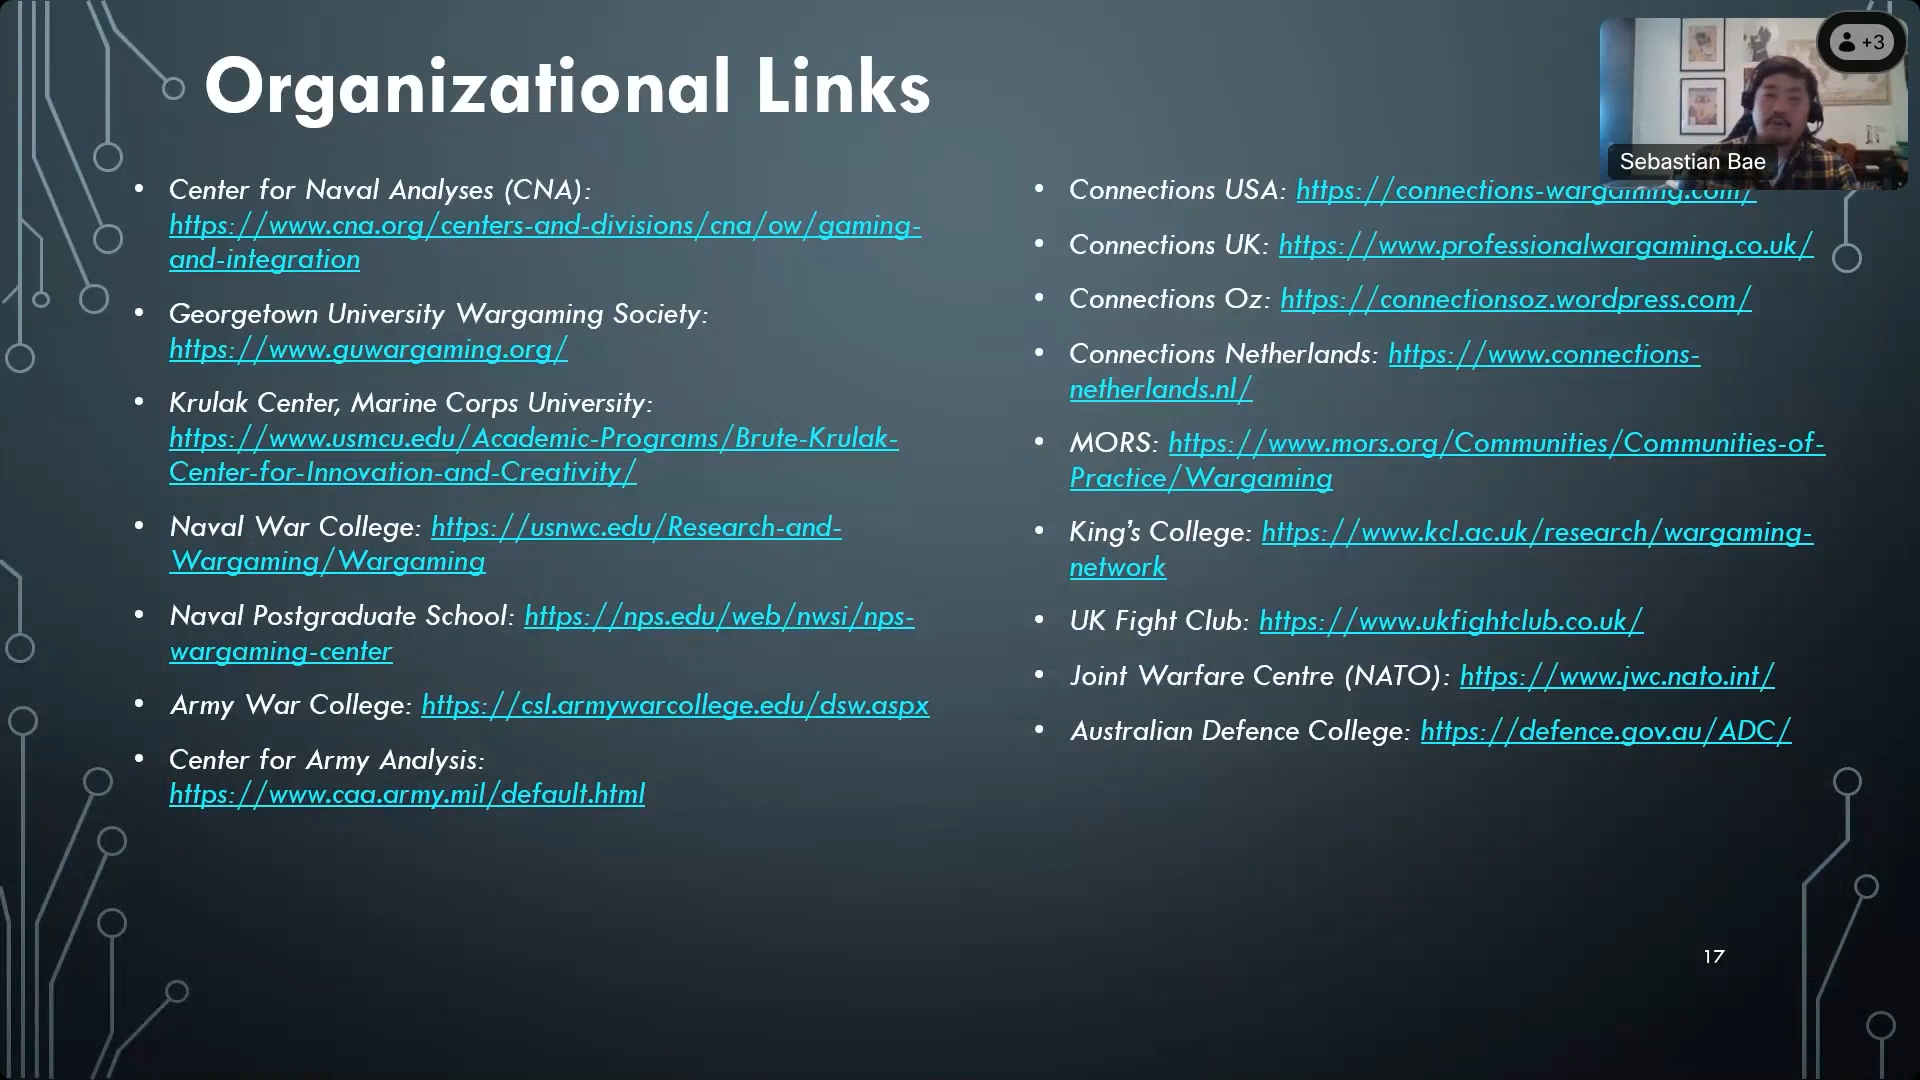 Organizational Links
• Center for Naval Analyses (CNA):
https://www.cna.org/centers-and-divisions/cna/ow/gaming-
and-integration
• Georgetown University Wargaming Society:
https://www.guwargaming.org/
• Krulak Center, Marine Corps University:
https://www.usmcu.edu/Academic-Programs/Brute-Krulak-
Center-for-Innovation-and-Creativity/
• Naval War College: https://usnwc.edu/Research-and-
Wargaming/Wargaming
• Naval Postgraduate School: https://nps.edu/web/nwsi/nps-
wargaming-center
• Army War College: https://csl.armywarcollege.edu/dsw.aspx
• Center for Army Analysis:
https://www.caa.army.mil/default.html
• Connections USA: https://connections-wargaming.com/
• Connections UK: https://www.professionalwargaming.co.uk/
• Connections Oz: https://connectionsoz.wordpress.com/
• Connections Netherlands: https://www.connections-
netherlands.nl/
• MORS: https://www.mors.org/Communities/Communities-of-
Practice/Wargaming
• King’s College: https://www.kcl.ac.uk/research/wargaming-
network
• UK Fight Club: https://www.ukfightclub.co.uk/
• Joint Warfare Centre (NATO): https://www.jwc.nato.int/
• Australian Defence College: https://defence.gov.au/ADC/
+3
Sebastian Bae
17